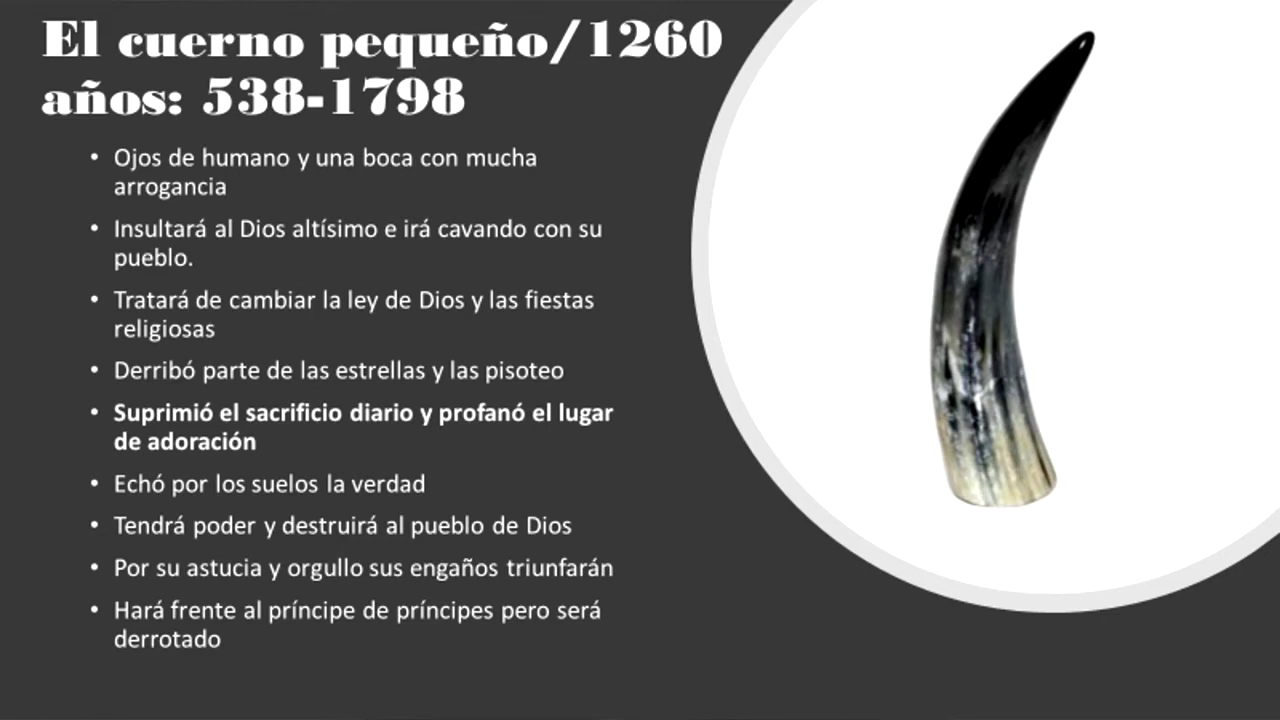 El cuerno pequeño/1260
años: 538-1798
• Ojos de humano y una boca con mucha
arrogancia
• Insultará al Dios altísimo e irá cavando con su
pueblo.
• Tratará de cambiar la ley de Dios y las fiestas
religiosas
• Derribó parte de las estrellas y las pisoteo
• Suprimió el sacrificio diario y profanó el lugar
de adoración
• Echó por los suelos la verdad
• Tendrá poder y destruirá al pueblo de Dios
• Por su astucia y orgullo sus engaños triunfarán
• Hará frente al príncipe de príncipes pero será
derrotado